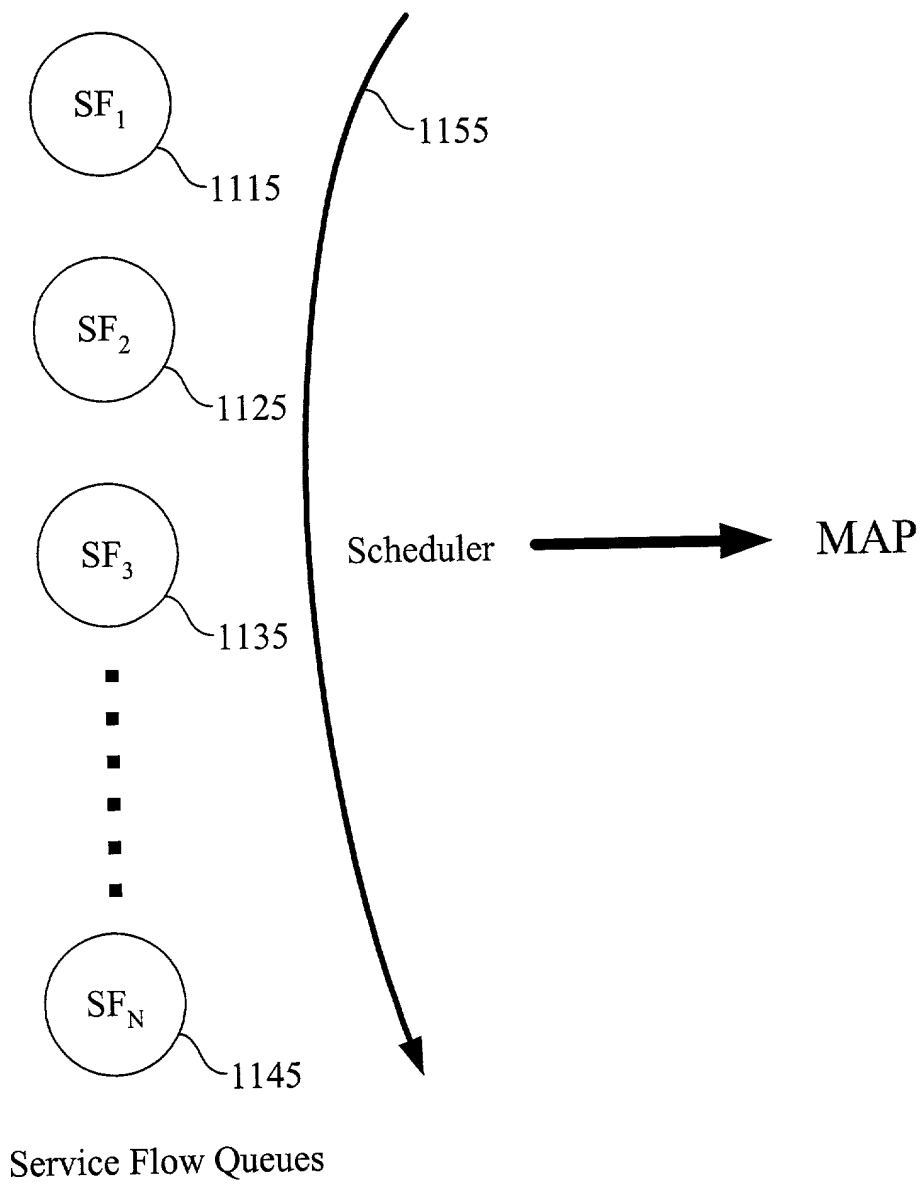 SF1
1155
1115
SF2
1125
SF3
Scheduler
MAP
1135
SFN
1145
Service Flow Queues